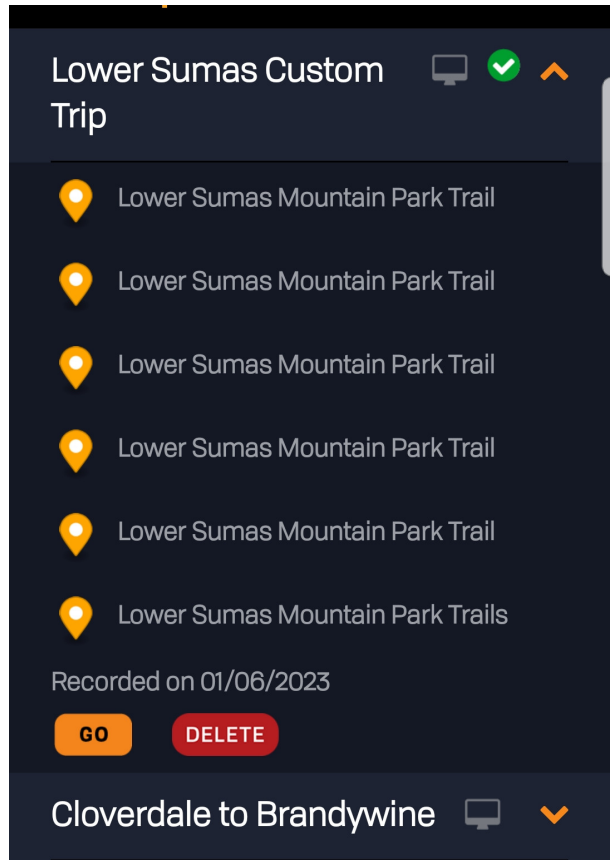 Lower Sumas Custom
Trip
Lower Sumas Mountain Park Trail
Lower Sumas Mountain Park Trail
Lower Sumas Mountain Park Trail
Lower Sumas Mountain Park Trail
Lower Sumas Mountain Park Trail
Lower Sumas Mountain Park Trails
Recorded on 01/06/2023
GO DELETE
Cloverdale to Brandywine